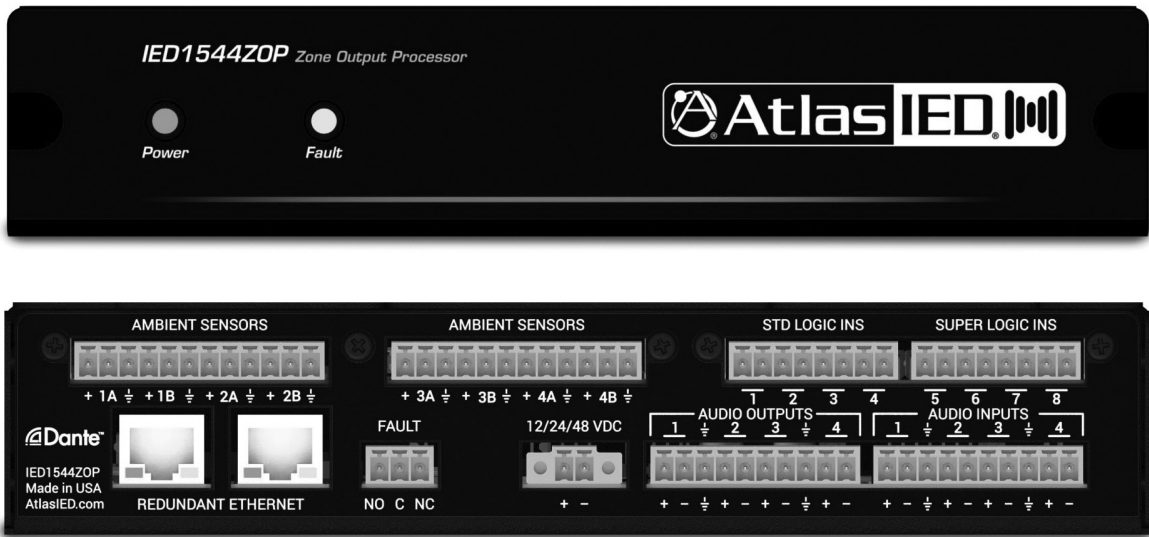 IED1544ZOP Zone Output Processor
Power
Fault
Atlas IED
AMBIENT SENSORS
AMBIENT SENSORS
STD LOGIC INS
SUPER LOGIC INS
+ 1A ⏚ + 1B ⏚ + 2A ⏚ + 2B ⏚
+ 3A ⏚ + 3B ⏚ + 4A ⏚ + 4B ⏚
1 2 3 4
5 6 7 8
Dante™
IED1544ZOP
Made in USA
AtlasIED.com
REDUNDANT ETHERNET
FAULT
NO C NC
12/24/48 VDC
+ −
AUDIO OUTPUTS
1 ⏚ 2 3 ⏚ 4
+ − ⏚ + − + − ⏚ + −
AUDIO INPUTS
1 ⏚ 2 3 ⏚ 4
+ − ⏚ + − + − ⏚ + −